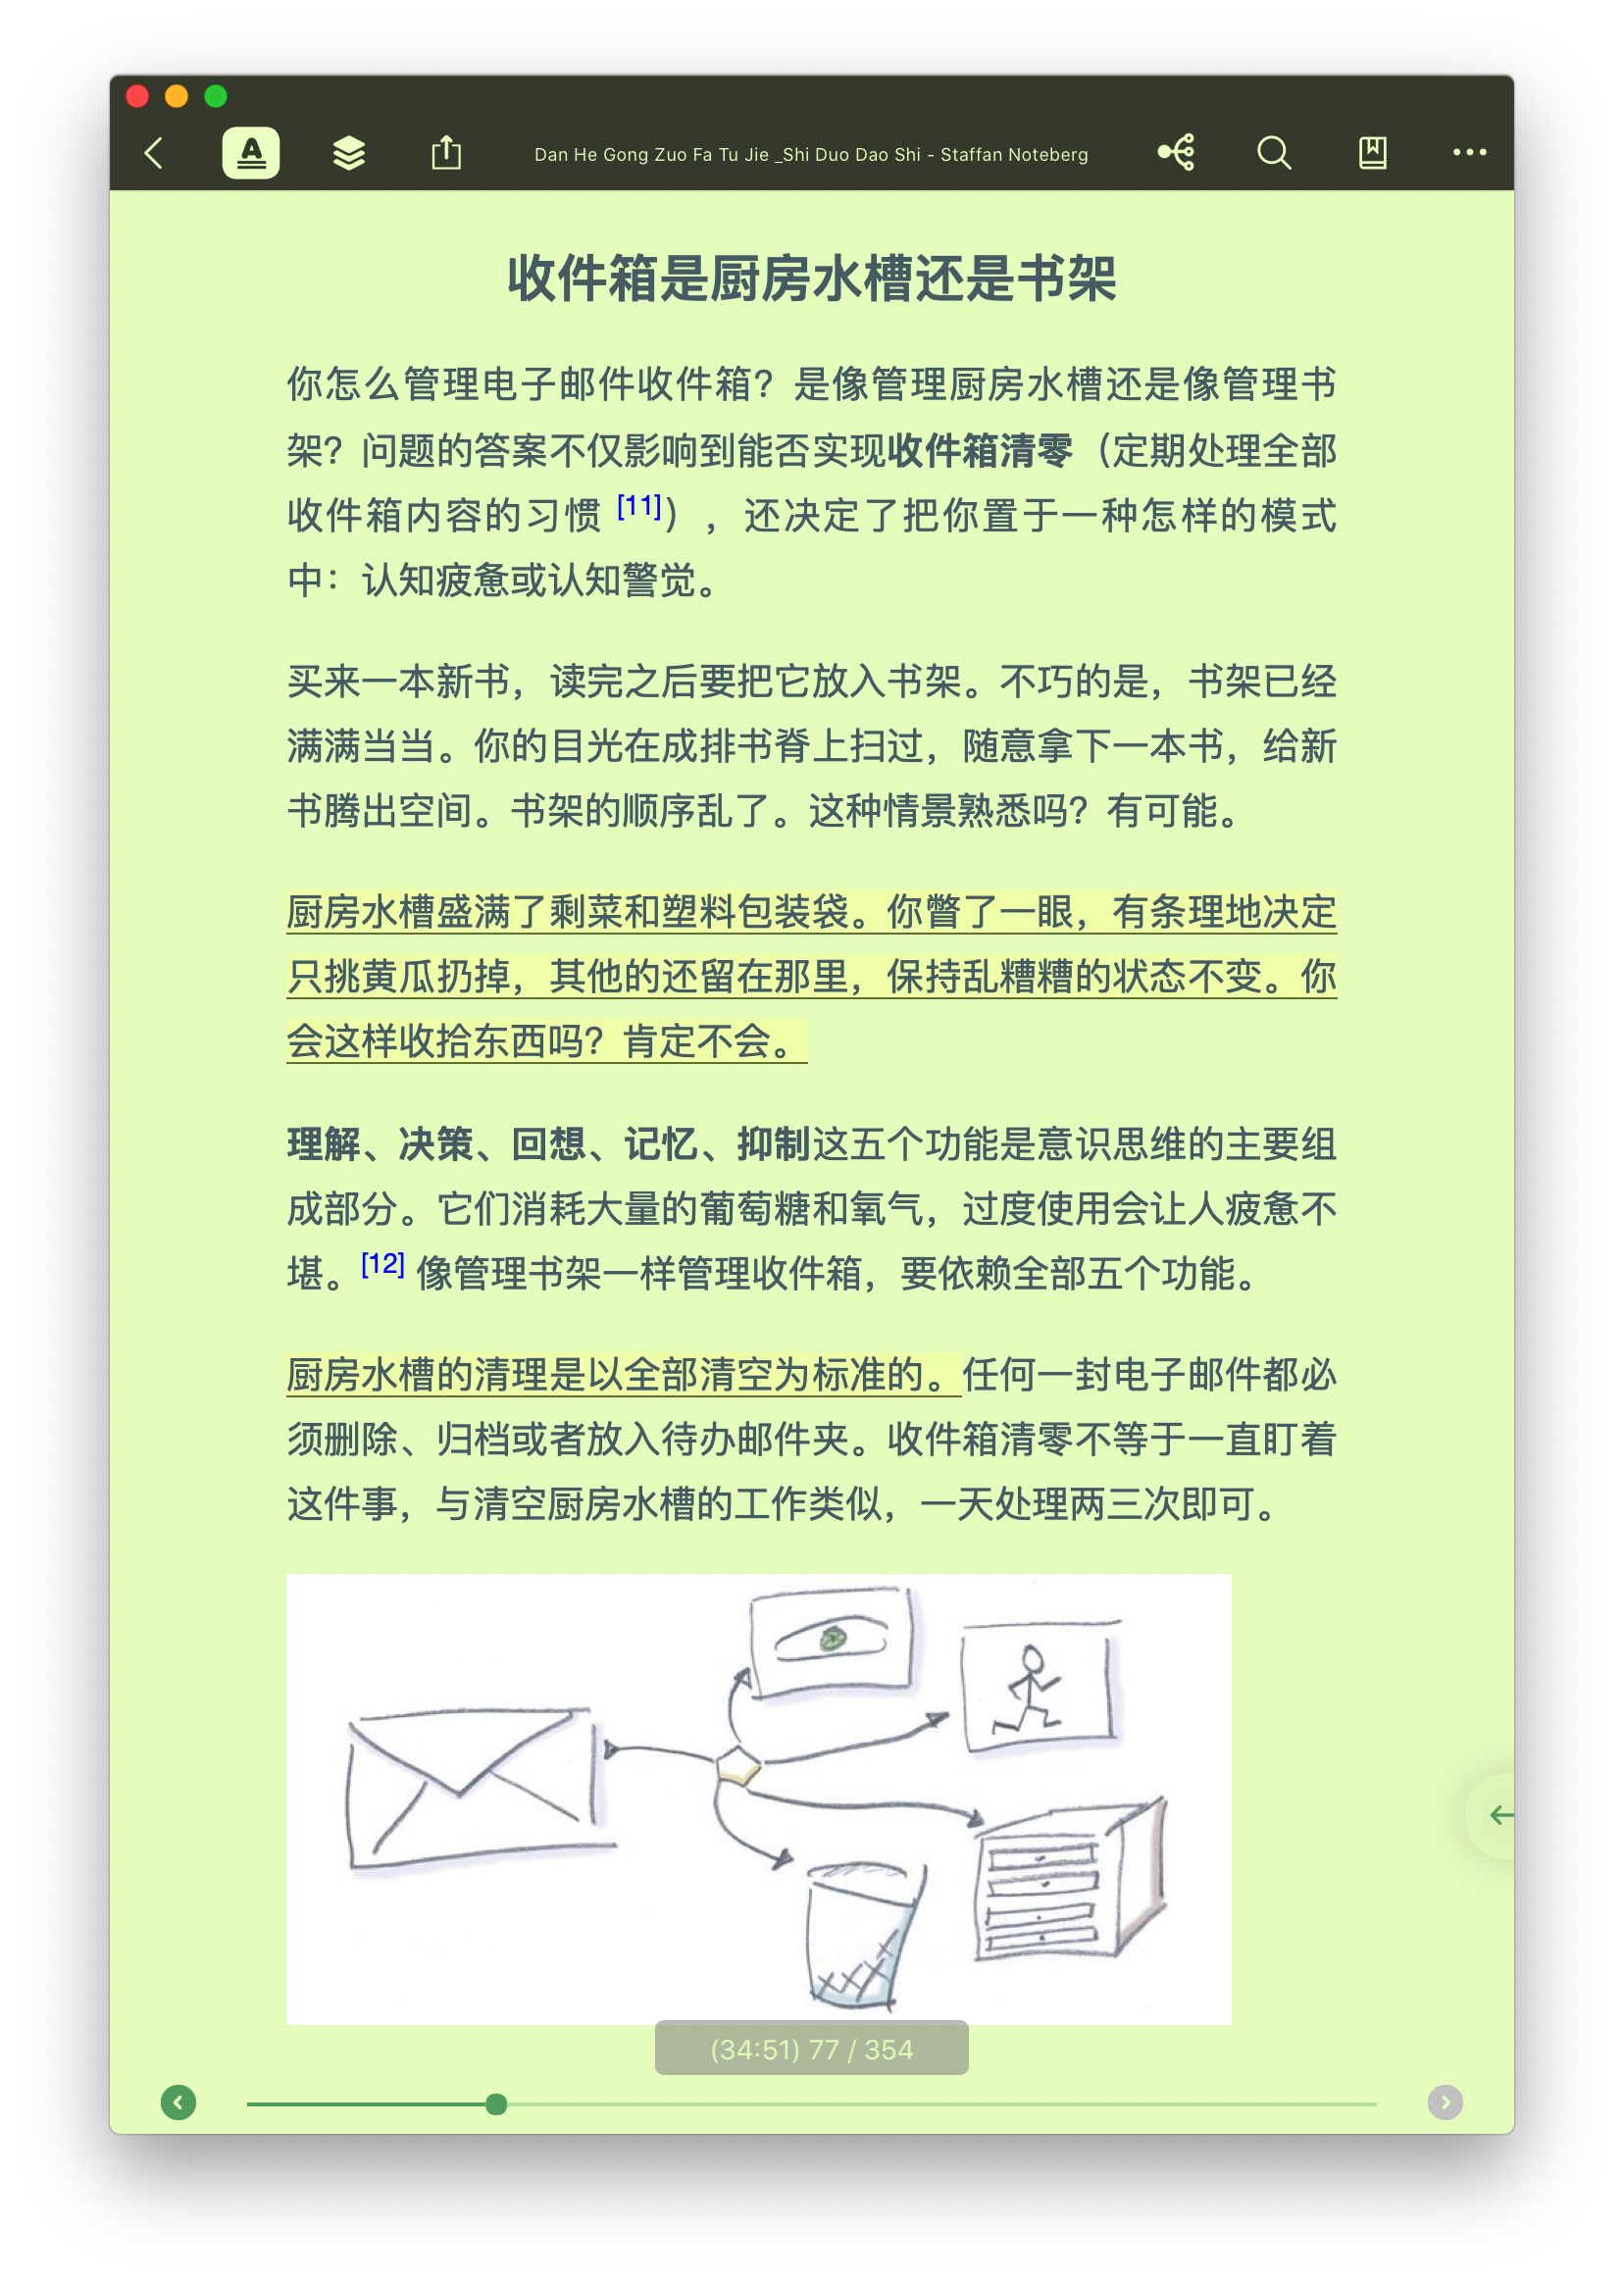 Dan He Gong Zuo Fa Tu Jie _Shi Duo Dao Shi - Staffan Noteberg
收件箱是厨房水槽还是书架
你怎么管理电子邮件收件箱？是像管理厨房水槽还是像管理书
架？问题的答案不仅影响到能否实现收件箱清零（定期处理全部
收件箱内容的习惯 [11]），还决定了把你置于一种怎样的模式
中：认知疲惫或认知警觉。
买来一本新书，读完之后要把它放入书架。不巧的是，书架已经
满满当当。你的目光在成排书脊上扫过，随意拿下一本书，给新
书腾出空间。书架的顺序乱了。这种情景熟悉吗？有可能。
厨房水槽盛满了剩菜和塑料包装袋。你瞥了一眼，有条理地决定
只挑黄瓜扔掉，其他的还留在那里，保持乱糟糟的状态不变。你
会这样收拾东西吗？肯定不会。
理解、决策、回想、记忆、抑制这五个功能是意识思维的主要组
成部分。它们消耗大量的葡萄糖和氧气，过度使用会让人疲惫不
堪。[12] 像管理书架一样管理收件箱，要依赖全部五个功能。
厨房水槽的清理是以全部清空为标准的。任何一封电子邮件都必
须删除、归档或者放入待办邮件夹。收件箱清零不等于一直盯着
这件事，与清空厨房水槽的工作类似，一天处理两三次即可。
(34:51) 77 / 354